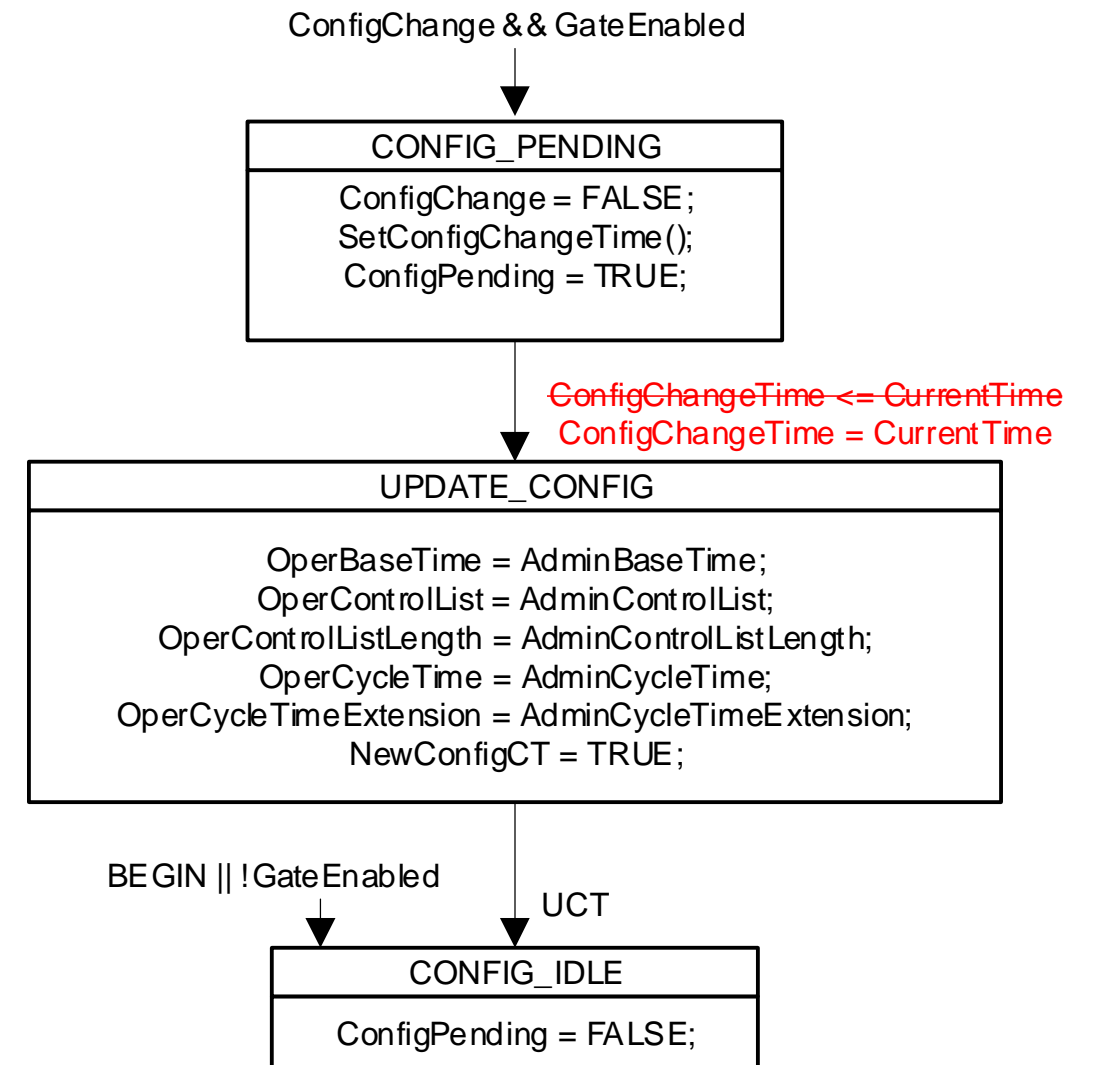 ConfigChange && GateEnabled
CONFIG_PENDING
ConfigChange = FALSE;
SetConfigChangeTime();
ConfigPending = TRUE;
ConfigChangeTime <= CurrentTime
ConfigChangeTime = CurrentTime
UPDATE_CONFIG
OperBaseTime = AdminBaseTime;
OperControlList = AdminControlList;
OperControlListLength = AdminControlListLength;
OperCycleTime = AdminCycleTime;
OperCycleTimeExtension = AdminCycleTimeExtension;
NewConfigCT = TRUE;
BEGIN || !GateEnabled
UCT
CONFIG_IDLE
ConfigPending = FALSE;